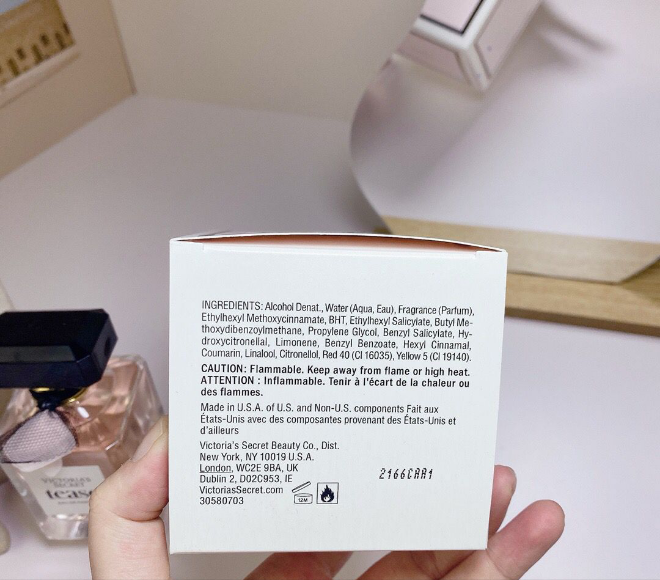 INGREDIENTS: Alcohol Denat., Water (Aqua, Eau), Fragrance (Parfum),
Ethylhexyl Methoxycinnamate, BHT, Ethylhexyl Salicylate, Butyl Me-
thoxydibenzoylmethane, Propylene Glycol, Benzyl Salicylate, Hy-
droxycitronellal, Limonene, Benzyl Benzoate, Hexyl Cinnamal,
Coumarin, Linalool, Citronellol, Red 40 (CI 16035), Yellow 5 (CI 19140).
CAUTION: Flammable. Keep away from flame or high heat.
ATTENTION : Inflammable. Tenir à l'écart de la chaleur ou
des flammes.
Made in U.S.A. of U.S. and Non-U.S. components Fait aux
États-Unis avec des composantes provenant des États-Unis et
d'ailleurs
Victoria's Secret Beauty Co., Dist.
New York, NY 10019 U.S.A.
London, WC2E 9BA, UK
Dublin 2, D02C953, IE
VictoriasSecret.com
30580703
12M
2166CAA1
VICTORIA'S
SECRET
tease